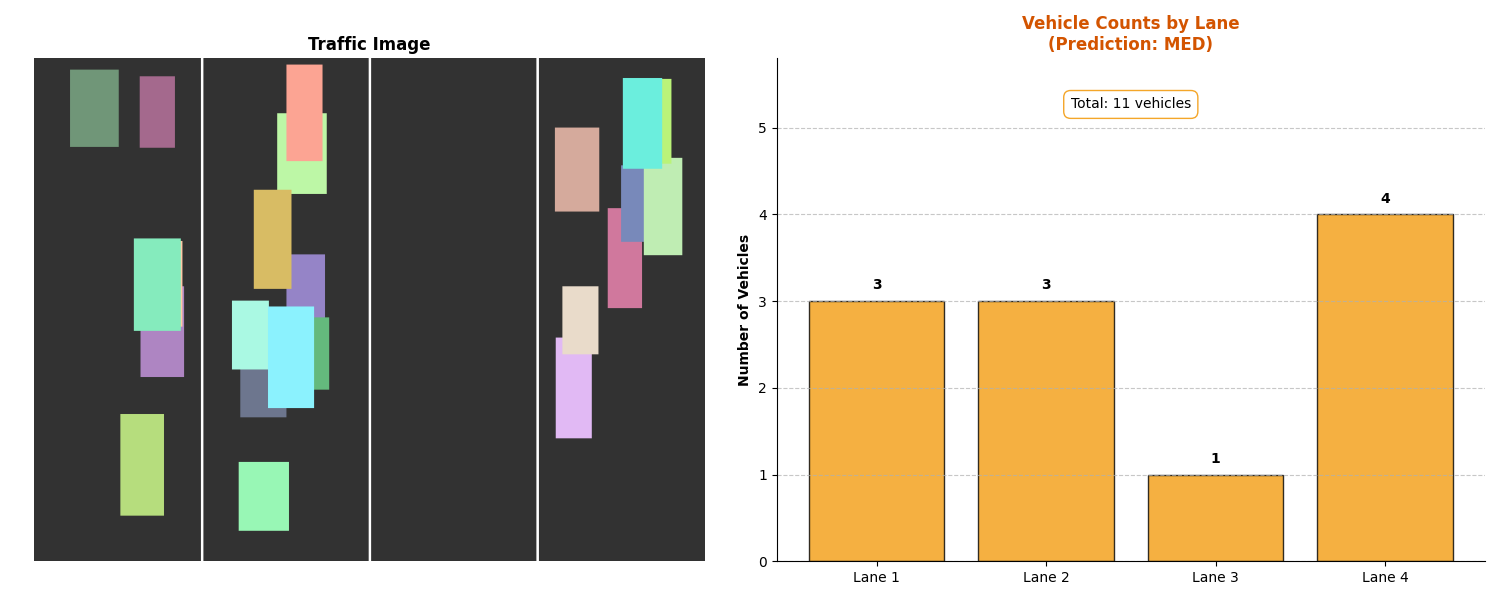 Traffic Image
Vehicle Counts by Lane
(Prediction: MED)
Total: 11 vehicles
Number of Vehicles
5
4
3
2
1
0
3
3
1
4
Lane 1
Lane 2
Lane 3
Lane 4